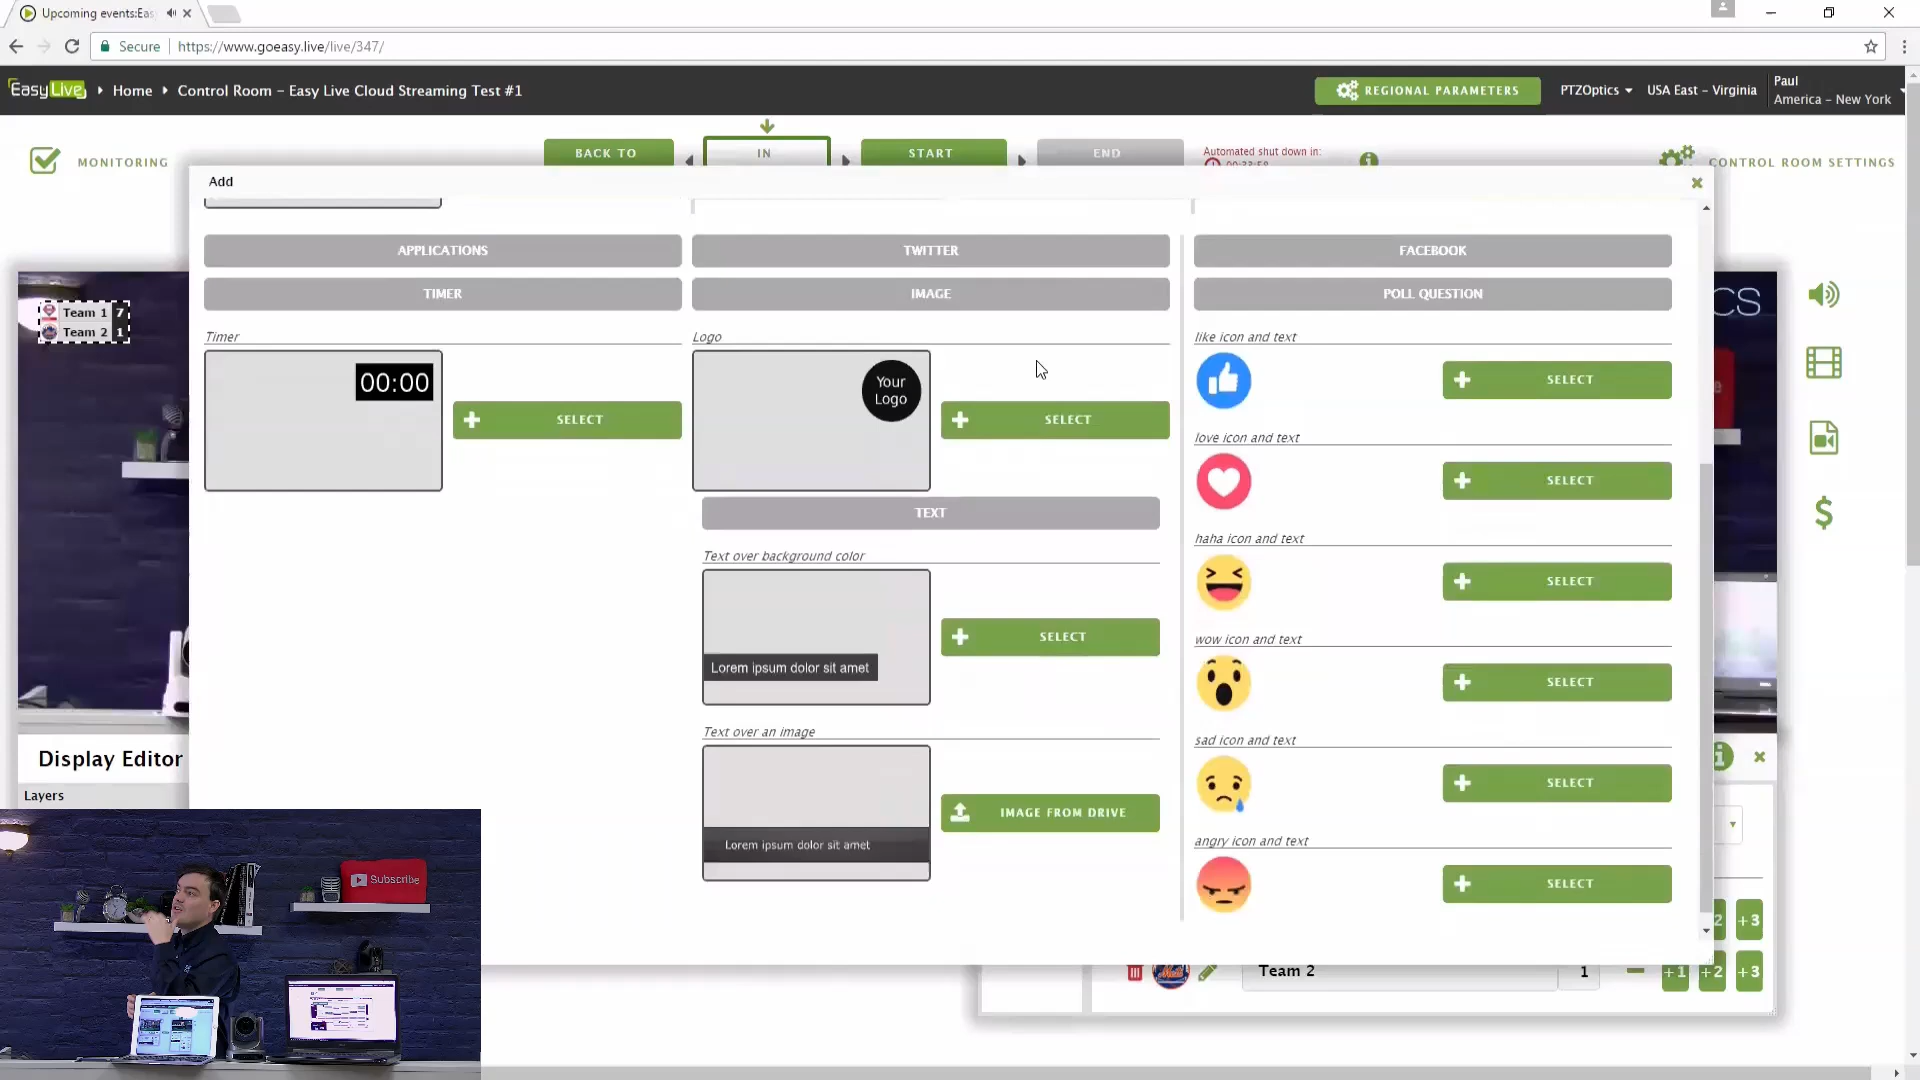 Upcoming events:Eas
Secure https://www.goeasy.live/live/347/
EasyLive Home Control Room – Easy Live Cloud Streaming Test #1
REGIONAL PARAMETERS
PTZOptics
USA East – Virginia
Paul
America – New York
MONITORING
BACK TO
IN
START
END
Automated shut down in:
CONTROL ROOM SETTINGS
Add
APPLICATIONS
TWITTER
FACEBOOK
TIMER
IMAGE
POLL QUESTION
Team 1 7
Team 2 1
CS
Timer
00:00
SELECT
Logo
Your
Logo
SELECT
TEXT
Text over background color
Lorem ipsum dolor sit amet
SELECT
Text over an image
Lorem ipsum dolor sit amet
IMAGE FROM DRIVE
like icon and text
SELECT
love icon and text
SELECT
haha icon and text
SELECT
wow icon and text
SELECT
sad icon and text
SELECT
angry icon and text
SELECT
Display Editor
Layers
Subscribe
2 +3
Team 2 1 +1 +2 +3